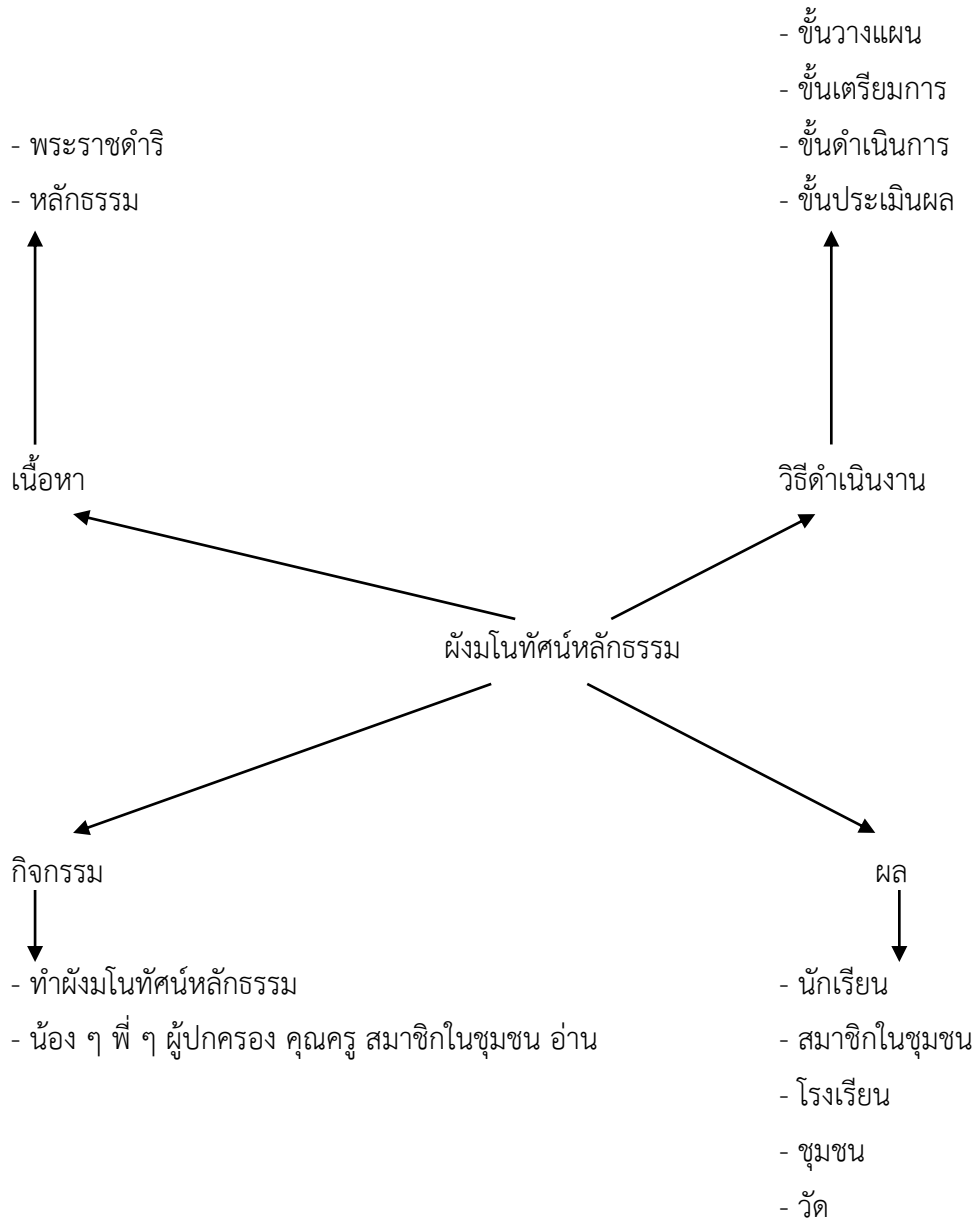 - ขั้นวางแผน
- ขั้นเตรียมการ
- พระราชดำริ
- ขั้นดำเนินการ
- หลักธรรม
- ขั้นประเมินผล
เนื้อหา
วิธีดำเนินงาน
ผังมโนทัศน์หลักธรรม
กิจกรรม
ผล
- ทำผังมโนทัศน์หลักธรรม
- นักเรียน
- น้อง ๆ พี่ ๆ ผู้ปกครอง คุณครู สมาชิกในชุมชน อ่าน
- สมาชิกในชุมชน
- โรงเรียน
- ชุมชน
- วัด